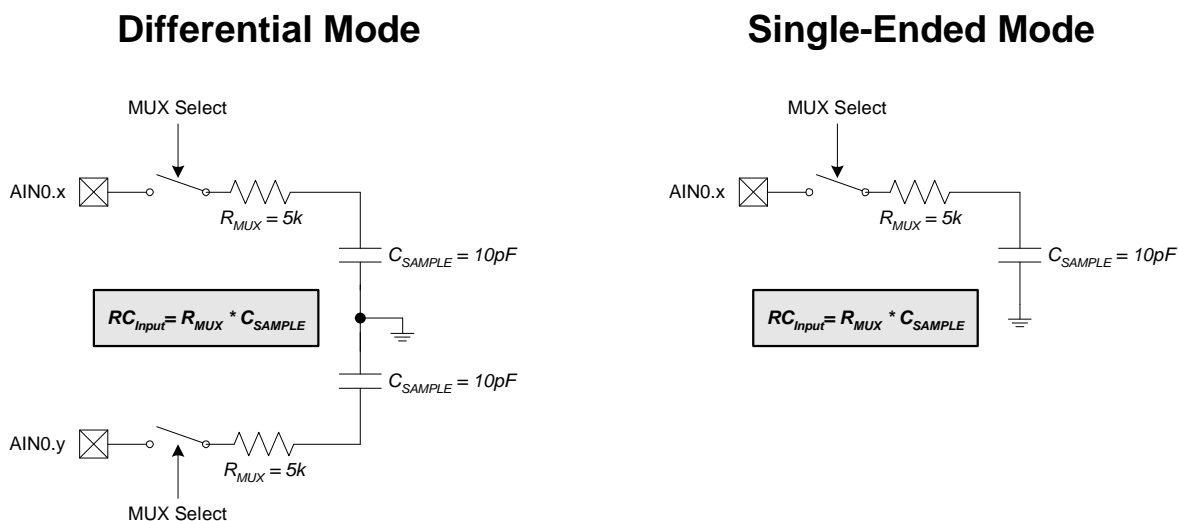 Differential Mode
MUX Select
AIN0.x
R_MUX = 5k
C_SAMPLE = 10pF
RC_Input= R_MUX * C_SAMPLE
C_SAMPLE = 10pF
AIN0.y
R_MUX = 5k
MUX Select
Single-Ended Mode
MUX Select
AIN0.x
R_MUX = 5k
C_SAMPLE = 10pF
RC_Input= R_MUX * C_SAMPLE